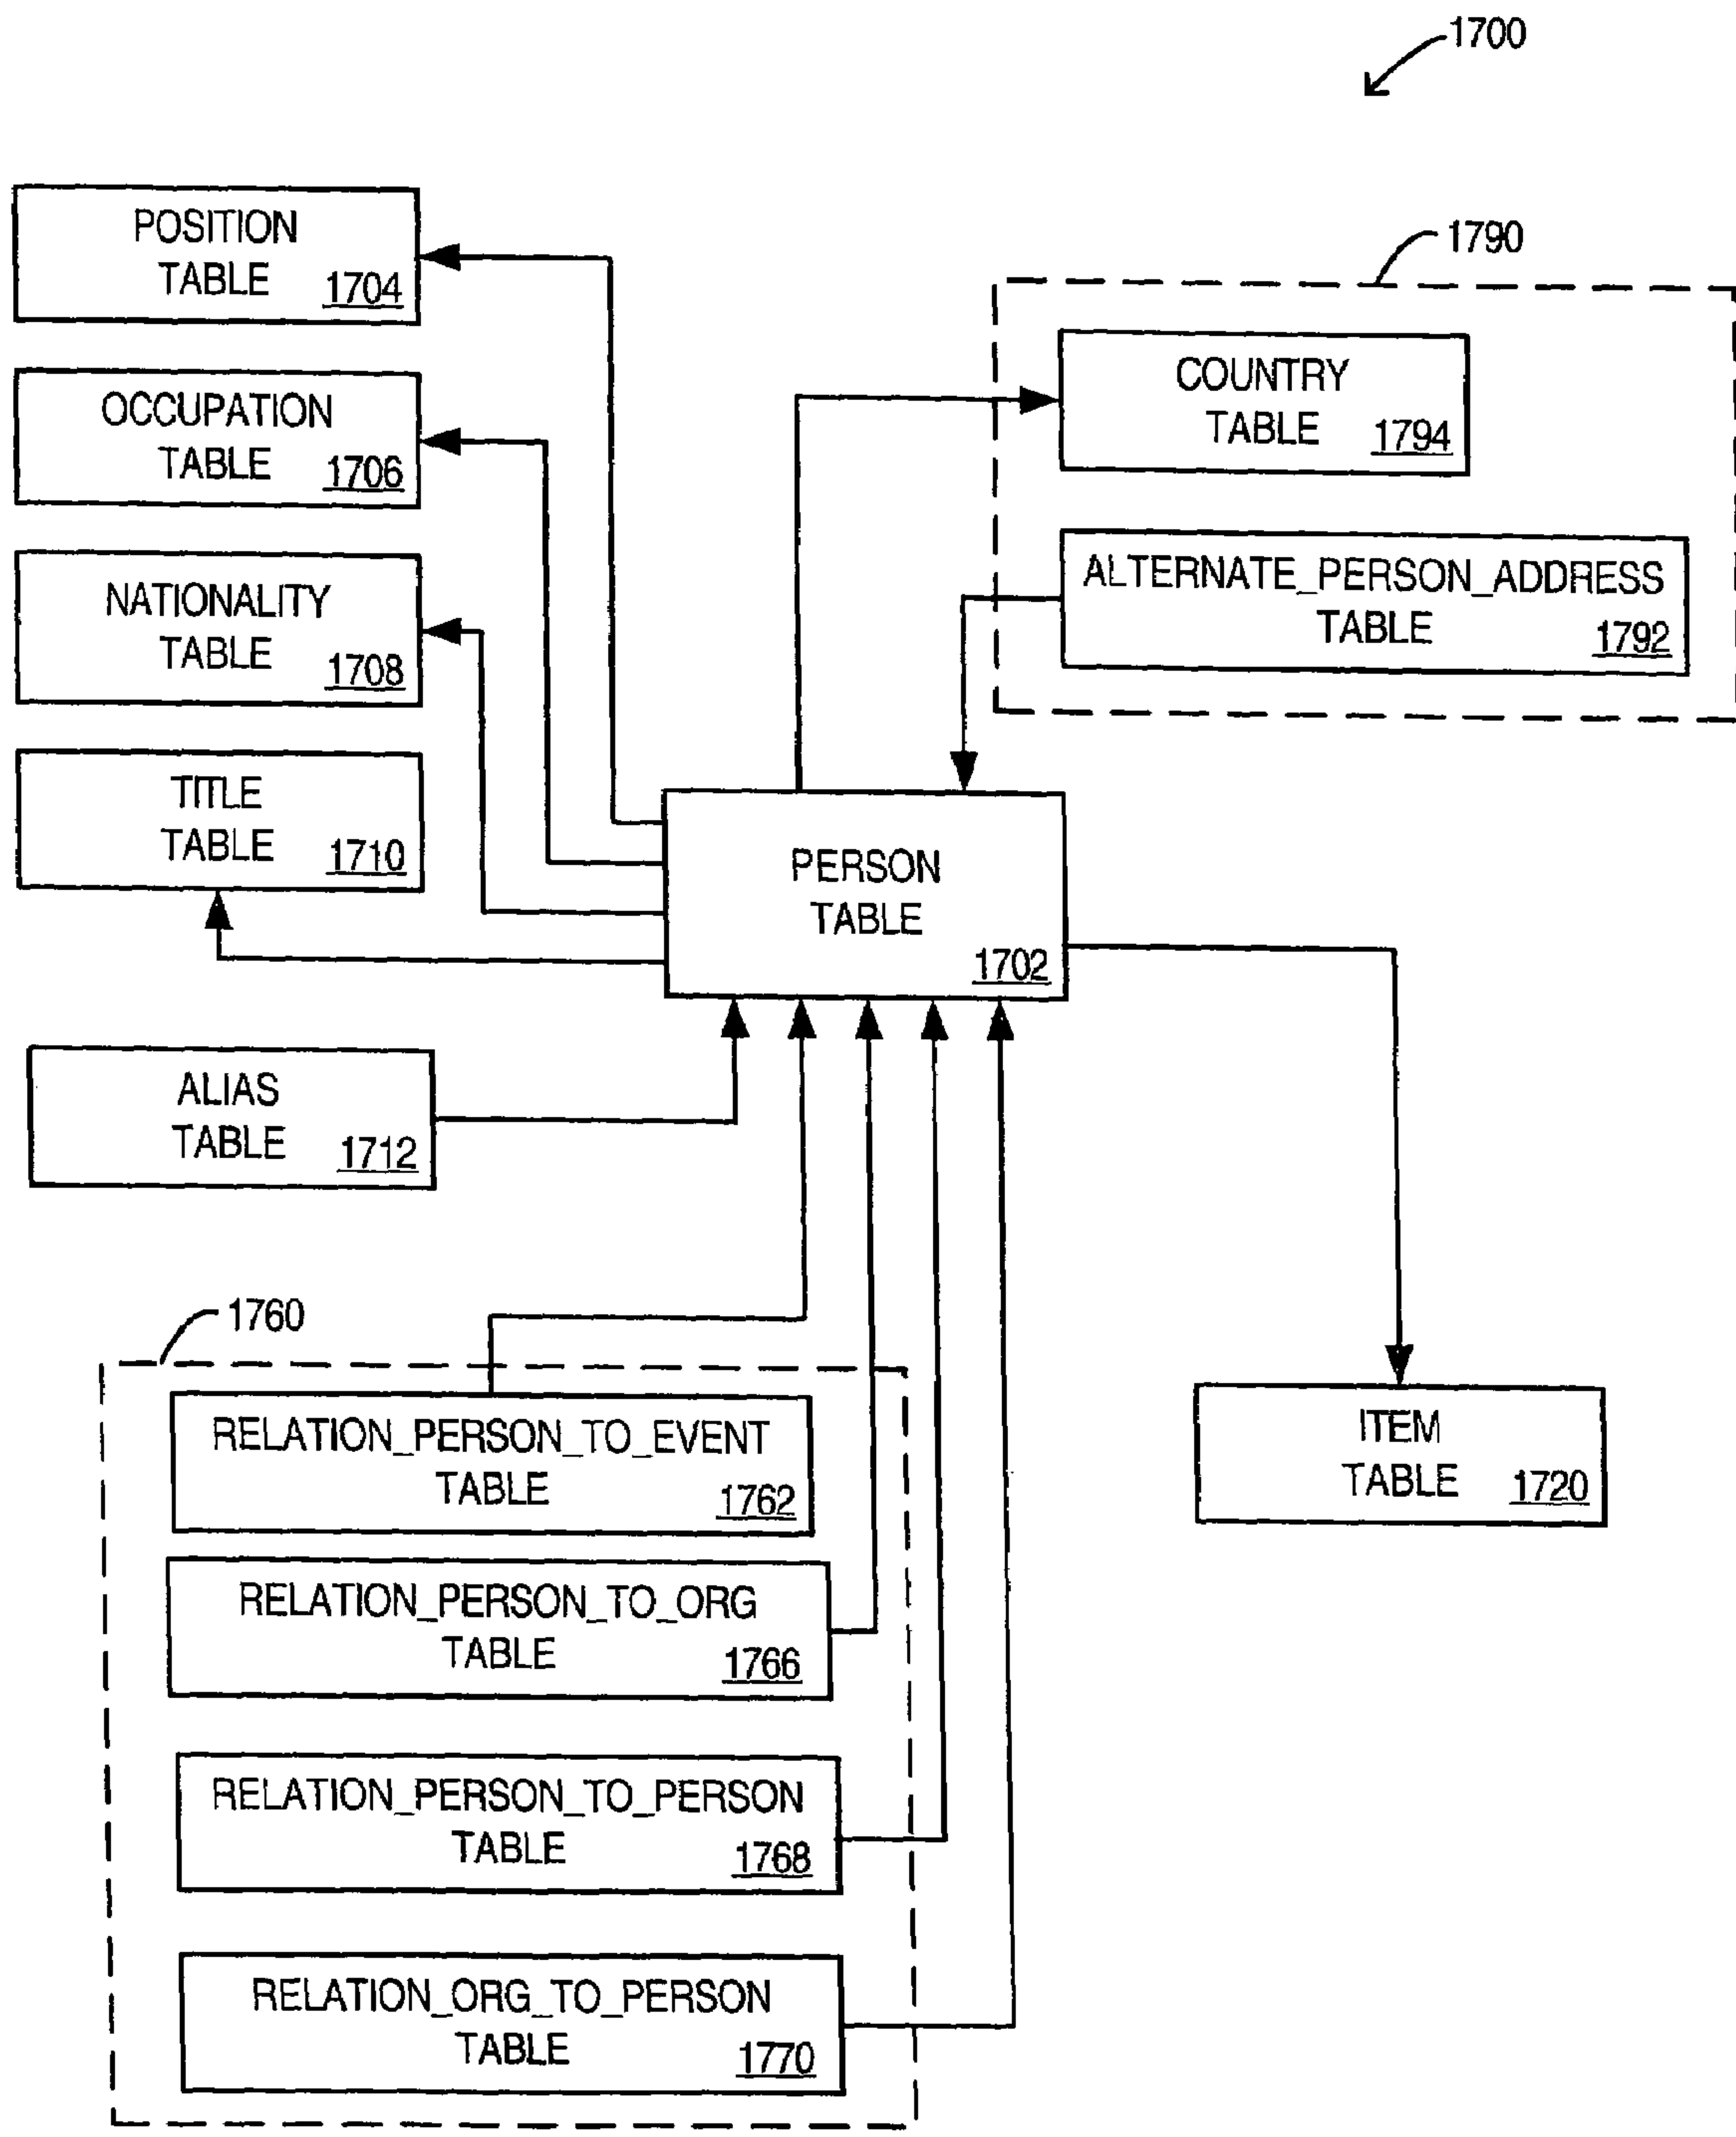 1700
POSITION
TABLE
1704
1790
OCCUPATION
TABLE
1706
COUNTRY
TABLE
1794
NATIONALITY
TABLE
1708
ALTERNATE_PERSON_ADDRESS
TABLE
1792
TITLE
TABLE
1710
PERSON
TABLE
1702
ALIAS
TABLE
1712
1760
RELATION_PERSON_TO_EVENT
TABLE
1762
ITEM
TABLE
1720
RELATION_PERSON_TO_ORG
TABLE
1766
RELATION_PERSON_TO_PERSON
TABLE
1768
RELATION_ORG_TO_PERSON
TABLE
1770